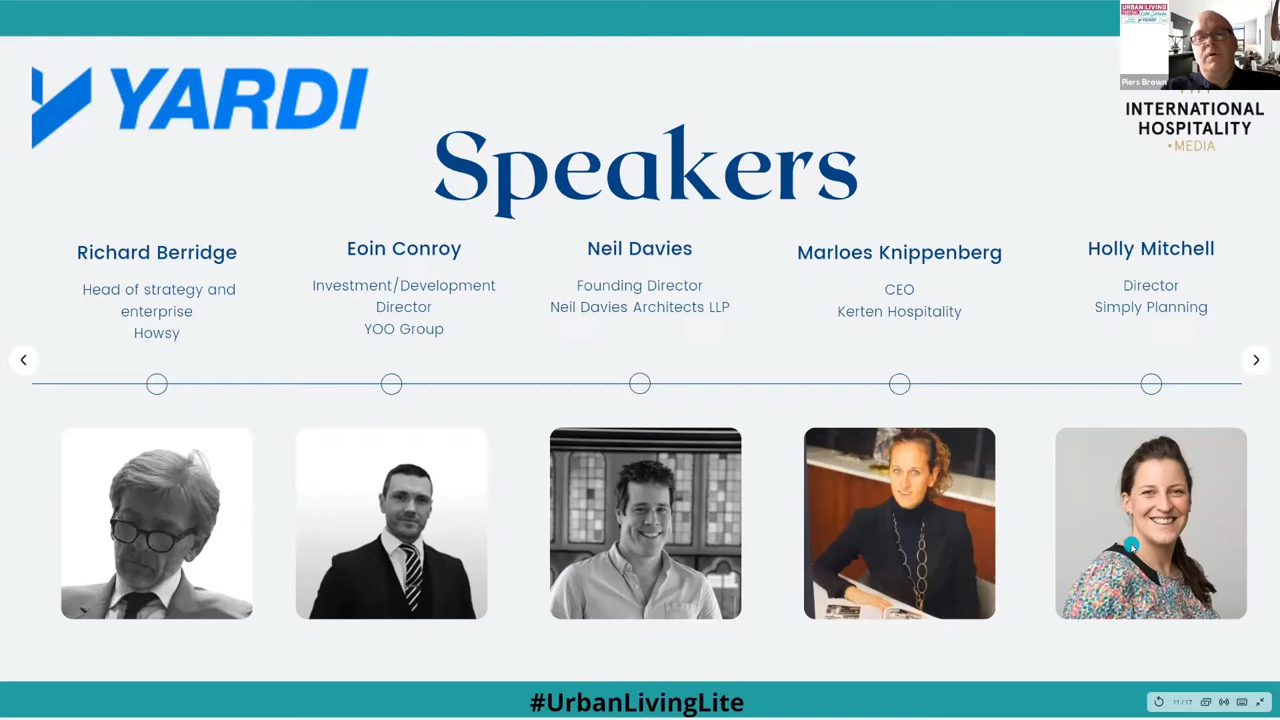 YARDI
URBAN LIVING
Piers Brown
INTERNATIONAL
HOSPITALITY
•MEDIA
Speakers
Richard Berridge
Head of strategy and
enterprise
Howsy
Eoin Conroy
Investment/Development
Director
YOO Group
Neil Davies
Founding Director
Neil Davies Architects LLP
Marloes Knippenberg
CEO
Kerten Hospitality
Holly Mitchell
Director
Simply Planning
#UrbanLivingLite
11 / 17